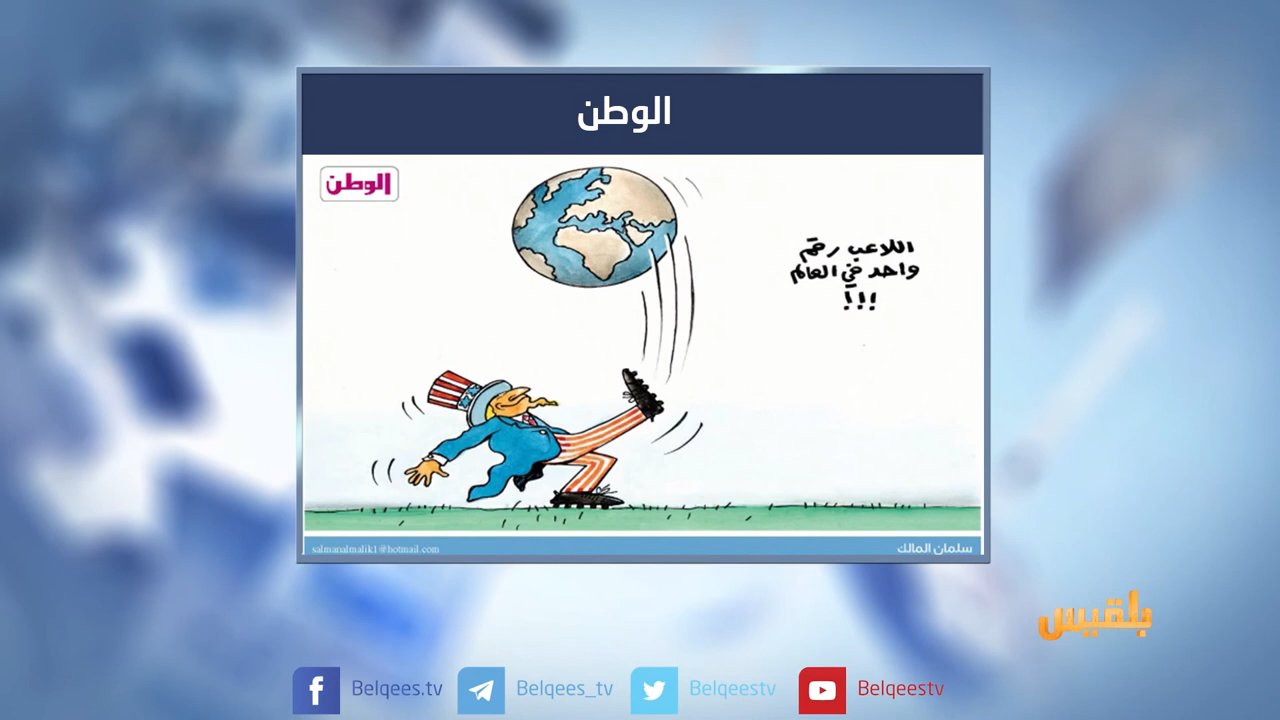 الوطن
الوطن
اللاعب رقم
واحد في العالم
!!!
salmanalmalik1@hotmail.com
سلمان المالك
بلقيس
Belqees.tv
Belqees_tv
Belqeestv
Belqeestv